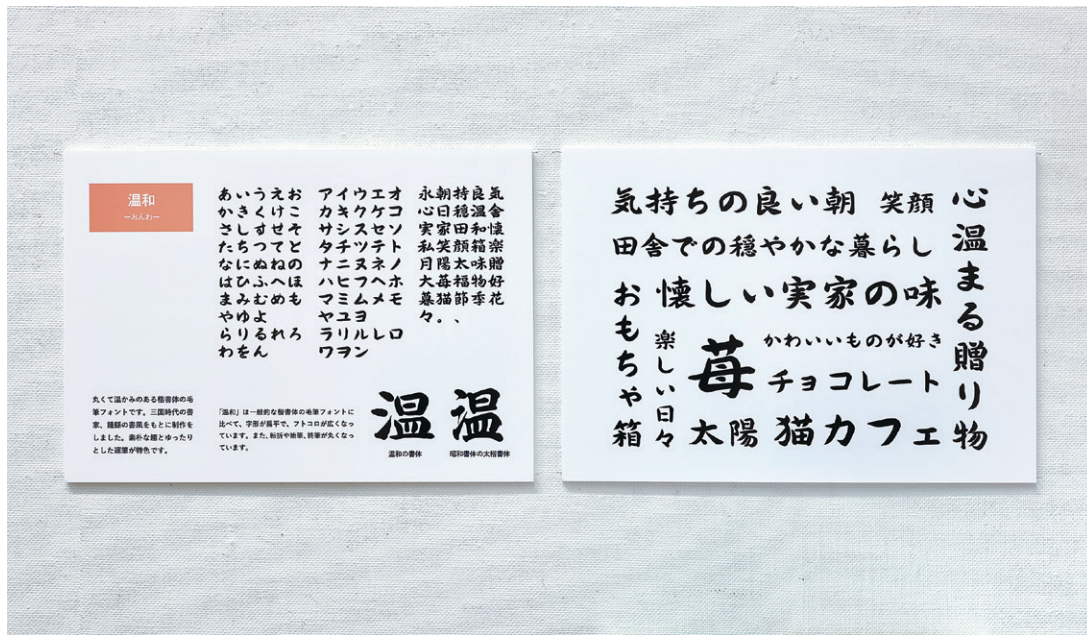 温和
ーおんわー
あいうえお
かきくけこ
さしすせそ
たちつてと
なにぬねの
はひふへほ
まみむめも
やゆよ
らりるれろ
わをん
アイウエオ
カキクケコ
サシスセソ
タチツテト
ナニヌネノ
ハヒフヘホ
マミムメモ
ヤユヨ
ラリルレロ
ワヲン
永朝持良気
心日穏温舎
実家田和懐
私笑顔箱楽
月陽太味贈
大苺福物好
暮猫節季花
々。、
丸くて温かみのある楷書体の毛
筆フォントです。三国時代の書
家、鍾繇の書風をもとに制作を
しました。素朴な趣とゆったり
とした運筆が特色です。
「温和」は一般的な楷書体の毛筆フォントに
比べて、字形が扁平で、フトコロが広くなっ
ています。また、転折や始筆、終筆が丸くなっ
ています。
温
温和の書体
温
昭和書体の太楷書体
気持ちの良い朝
笑顔
心温まる贈り物
田舎での穏やかな暮らし
おもちゃ箱
懐しい実家の味
楽しい日々
苺
かわいいものが好き
チョコレート
太陽
猫カフェ